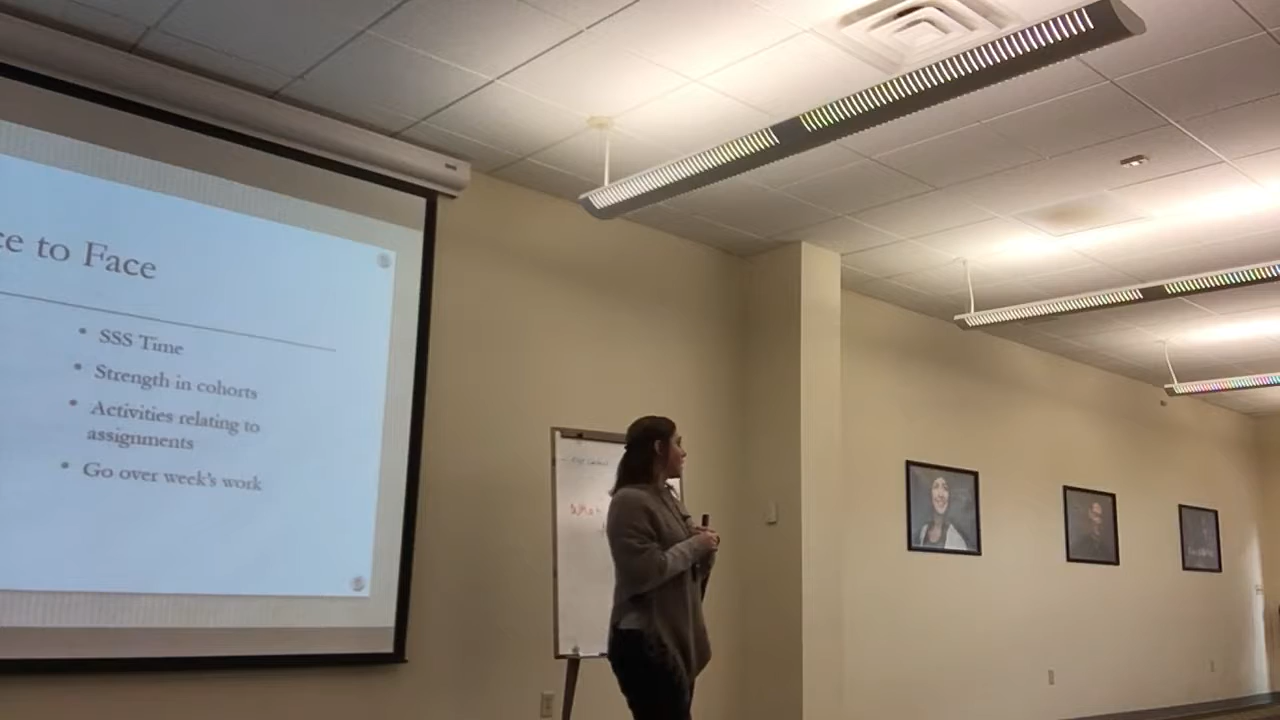 ce to Face
• SSS Time
• Strength in cohorts
• Activities relating to
assignments
• Go over week's work